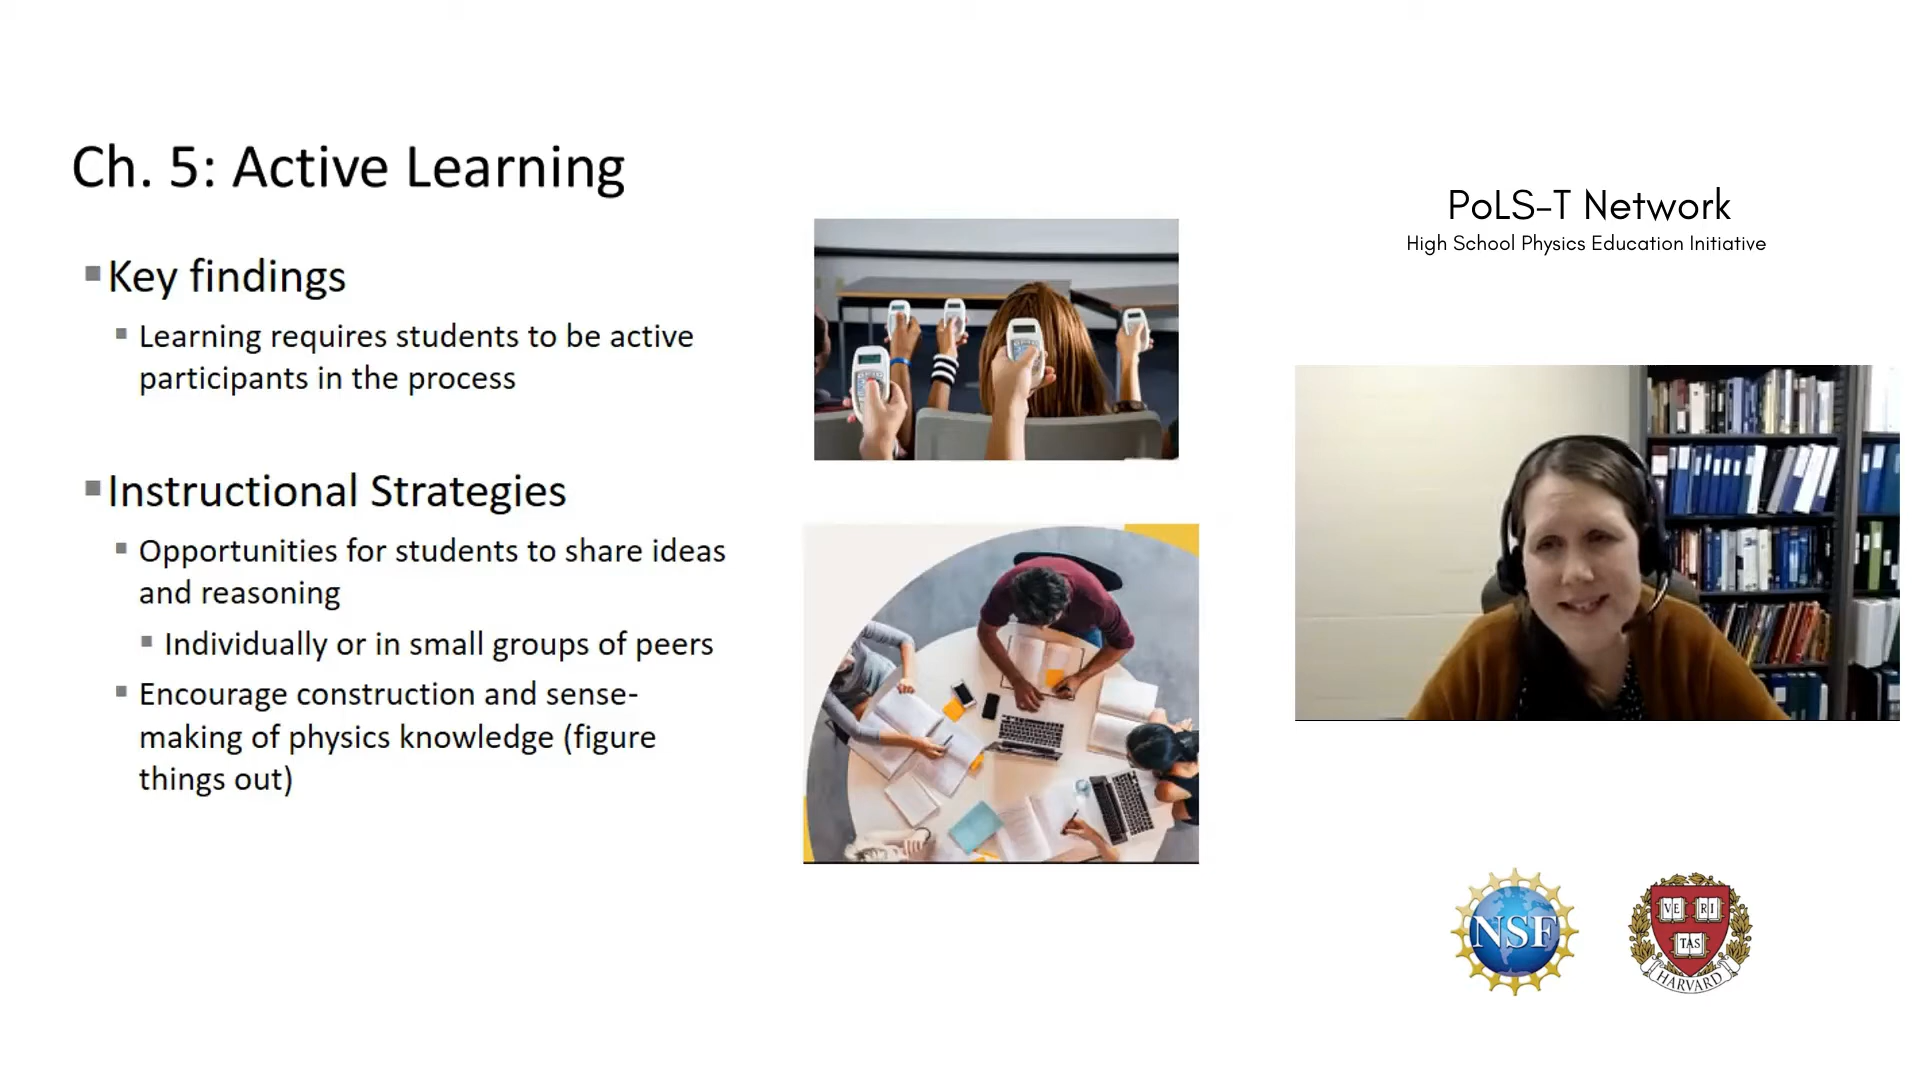 Ch. 5: Active Learning
Key findings
Learning requires students to be active
participants in the process
Instructional Strategies
Opportunities for students to share ideas
and reasoning
Individually or in small groups of peers
Encourage construction and sense-
making of physics knowledge (figure
things out)
PoLS-T Network
High School Physics Education Initiative
NSF
VE RI
TAS
HARVARD